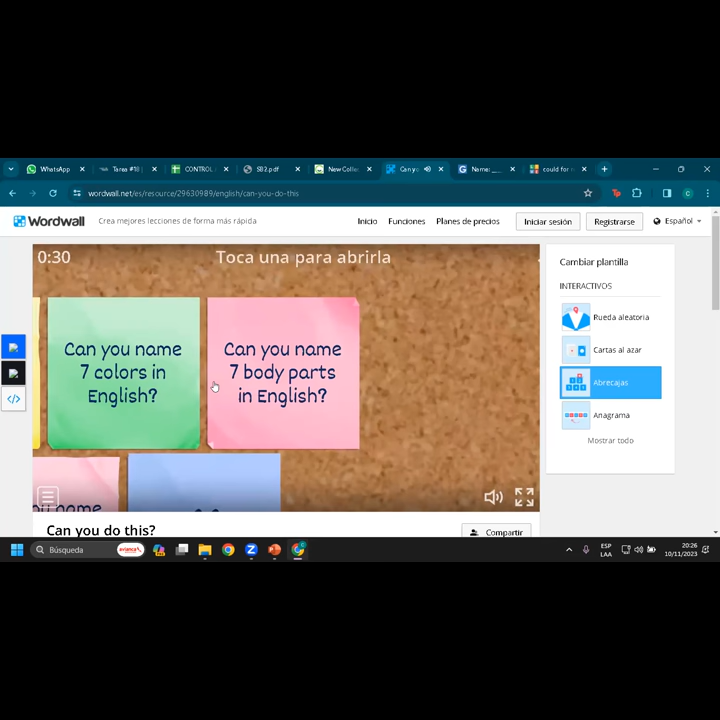 WhatsApp
Tarea #18
CONTROL
SB2.pdf
New Colle
Can y
Name: ___
could for
wordwall.net/es/resource/29630989/english/can-you-do-this
Wordwall
Crea mejores lecciones de forma más rápida
Inicio
Funciones
Planes de precios
Iniciar sesión
Registrarse
Español
0:30
Toca una para abrirla
Can you name
7 colors in
English?
Can you name
7 body parts
in English?
Cambiar plantilla
INTERACTIVOS
Rueda aleatoria
Cartas al azar
Abrecajas
Anagrama
Mostrar todo
Can you do this?
Compartir
Búsqueda
avianca
ESP
LAA
20:26
10/11/2023